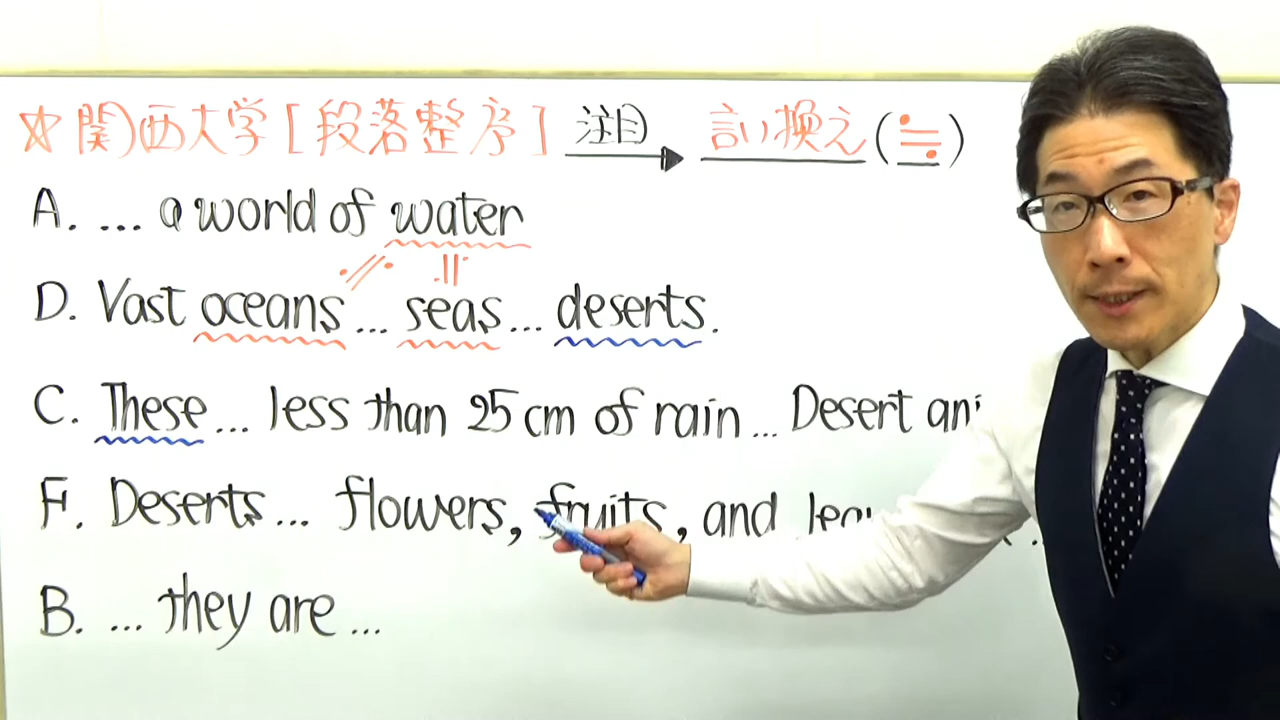 ☆関西大学[段落整序] 注目→ 言い換え(≒)
A. ... a world of water
D. Vast oceans ... seas ... deserts.
C. These ... less than 25 cm of rain ... Desert
F. Deserts ... flowers, fruits, and
B. ... they are ...